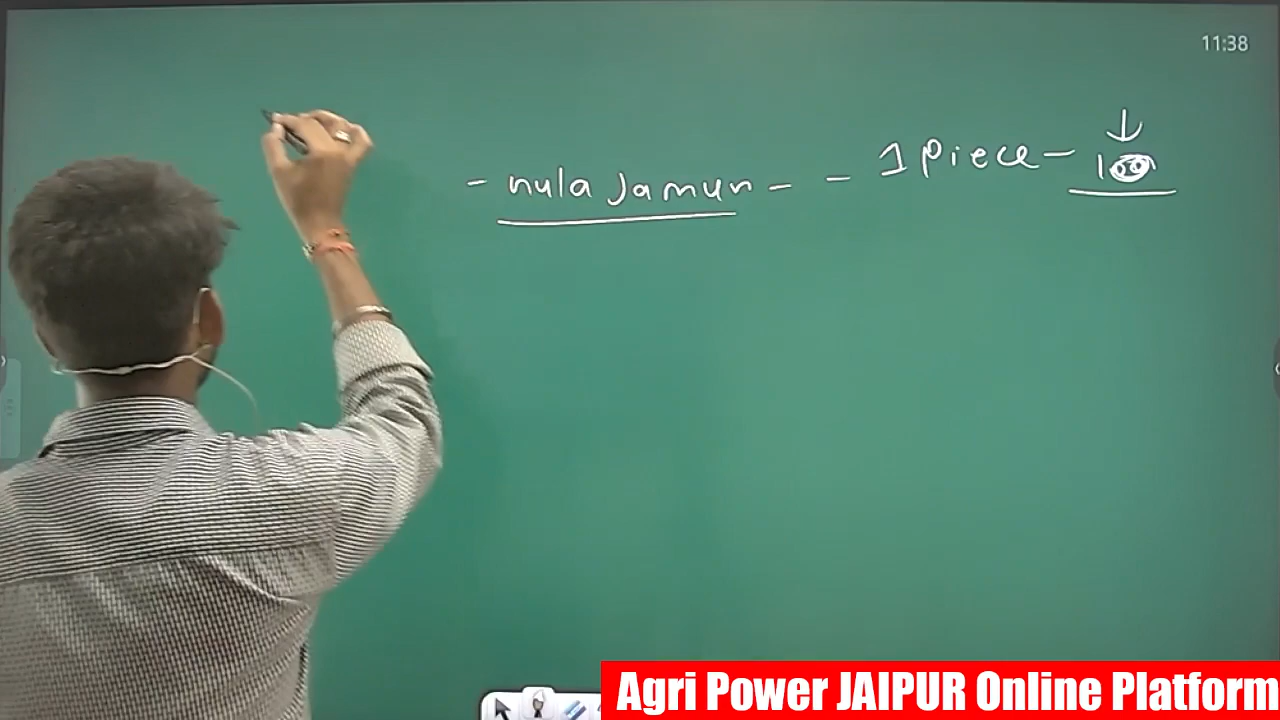 11:38
- nula Jamun - - 1 piece - 100
Agri Power JAIPUR Online Platform